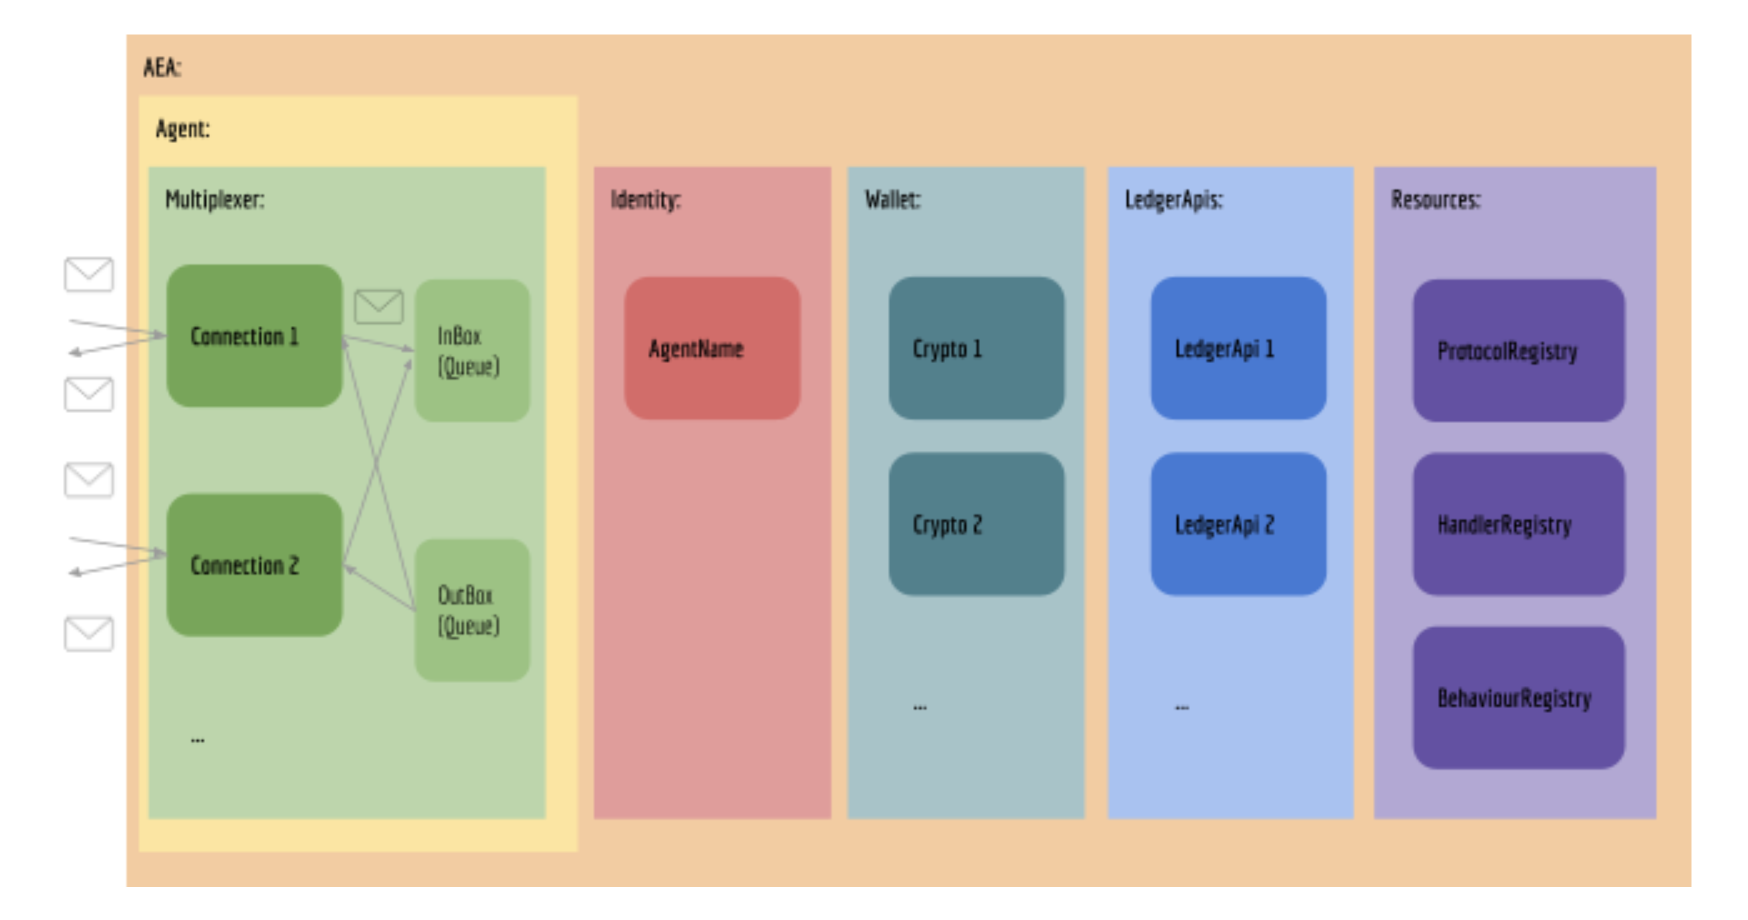 AEA:
Agent:
Multiplexer:
Connection 1
InBox
(Queue)
Connection 2
OutBox
(Queue)
...
Identity:
AgentName
Wallet:
Crypto 1
Crypto 2
...
LedgerApis:
LedgerApi 1
LedgerApi 2
...
Resources:
ProtocolRegistry
HandlerRegistry
BehaviourRegistry